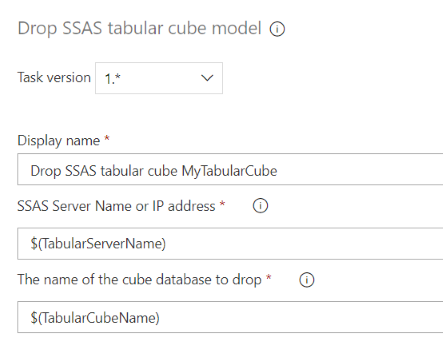 Drop SSAS tabular cube model
Task version 1.*
Display name *
Drop SSAS tabular cube MyTabularCube
SSAS Server Name or IP address *
$(TabularServerName)
The name of the cube database to drop *
$(TabularCubeName)